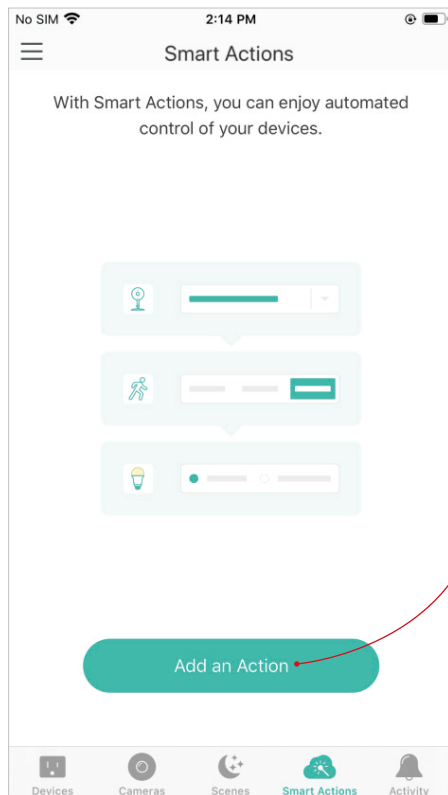 No SIM 2:14 PM
Smart Actions
With Smart Actions, you can enjoy automated
control of your devices.
Add an Action
Devices Cameras Scenes Smart Actions Activity